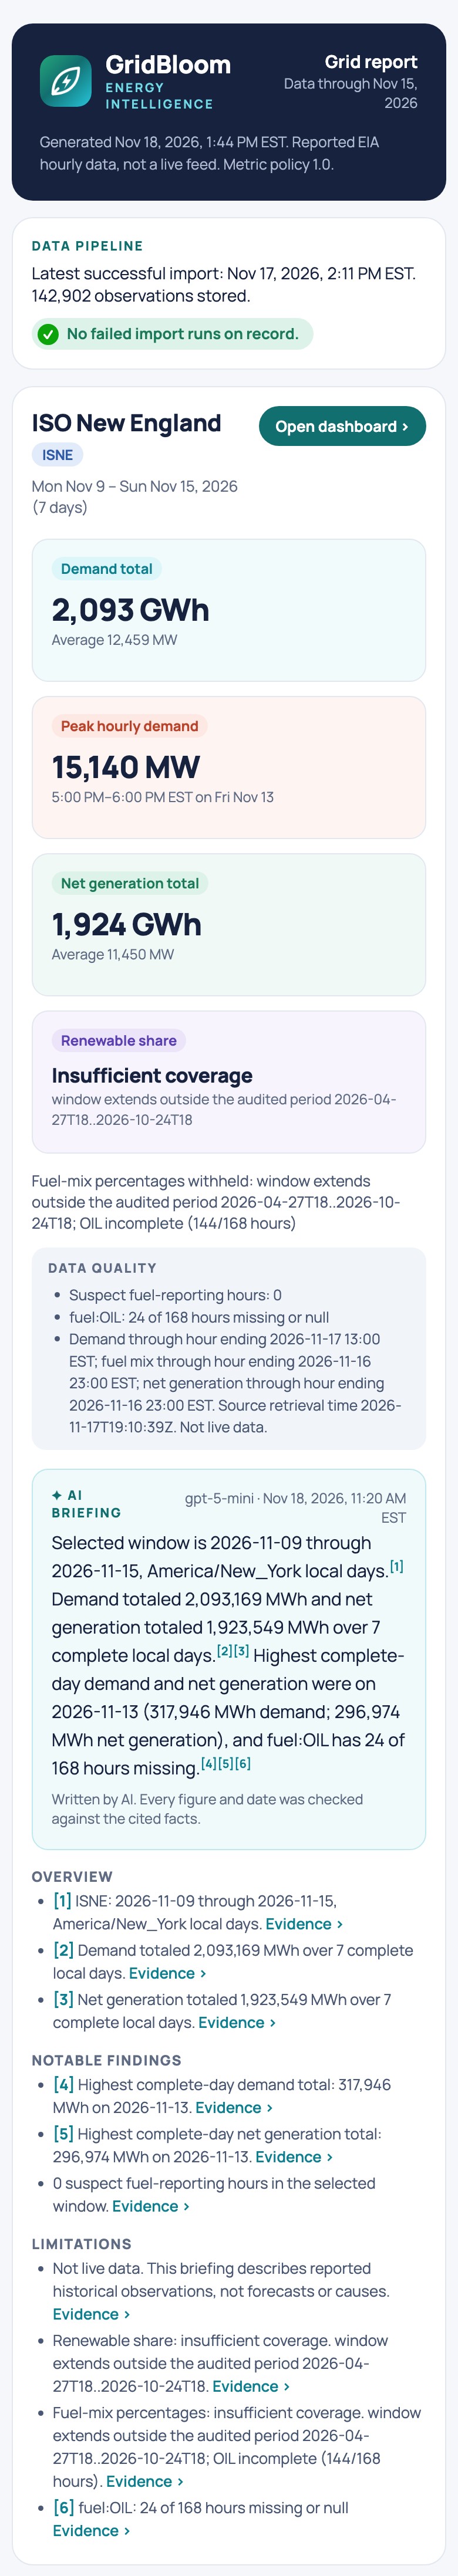 GridBloom
ENERGY
INTELLIGENCE
Grid report
Data through Nov 15,
2026
Generated Nov 18, 2026, 1:44 PM EST. Reported EIA
hourly data, not a live feed. Metric policy 1.0.
DATA PIPELINE
Latest successful import: Nov 17, 2026, 2:11 PM EST.
142,902 observations stored.
No failed import runs on record.
ISO New England
ISNE
Open dashboard ›
Mon Nov 9 – Sun Nov 15, 2026
(7 days)
Demand total
2,093 GWh
Average 12,459 MW
Peak hourly demand
15,140 MW
5:00 PM–6:00 PM EST on Fri Nov 13
Net generation total
1,924 GWh
Average 11,450 MW
Renewable share
Insufficient coverage
window extends outside the audited period 2026-04-
27T18..2026-10-24T18
Fuel-mix percentages withheld: window extends
outside the audited period 2026-04-27T18..2026-10-
24T18; OIL incomplete (144/168 hours)
DATA QUALITY
• Suspect fuel-reporting hours: 0
• fuel:OIL: 24 of 168 hours missing or null
• Demand through hour ending 2026-11-17 13:00
EST; fuel mix through hour ending 2026-11-16
23:00 EST; net generation through hour ending
2026-11-16 23:00 EST. Source retrieval time 2026-
11-17T19:10:39Z. Not live data.
✦ AI
BRIEFING
gpt-5-mini · Nov 18, 2026, 11:20 AM
EST
Selected window is 2026-11-09 through
2026-11-15, America/New_York local days.[1]
Demand totaled 2,093,169 MWh and net
generation totaled 1,923,549 MWh over 7
complete local days.[2][3] Highest complete-
day demand and net generation were on
2026-11-13 (317,946 MWh demand; 296,974
MWh net generation), and fuel:OIL has 24 of
168 hours missing.[4][5][6]
Written by AI. Every figure and date was checked
against the cited facts.
OVERVIEW
• [1] ISNE: 2026-11-09 through 2026-11-15,
America/New_York local days. Evidence ›
• [2] Demand totaled 2,093,169 MWh over 7 complete
local days. Evidence ›
• [3] Net generation totaled 1,923,549 MWh over 7
complete local days. Evidence ›
NOTABLE FINDINGS
• [4] Highest complete-day demand total: 317,946
MWh on 2026-11-13. Evidence ›
• [5] Highest complete-day net generation total:
296,974 MWh on 2026-11-13. Evidence ›
• 0 suspect fuel-reporting hours in the selected
window. Evidence ›
LIMITATIONS
• Not live data. This briefing describes reported
historical observations, not forecasts or causes.
Evidence ›
• Renewable share: insufficient coverage. window
extends outside the audited period 2026-04-
27T18..2026-10-24T18. Evidence ›
• Fuel-mix percentages: insufficient coverage. window
extends outside the audited period 2026-04-
27T18..2026-10-24T18; OIL incomplete (144/168
hours). Evidence ›
• [6] fuel:OIL: 24 of 168 hours missing or null
Evidence ›